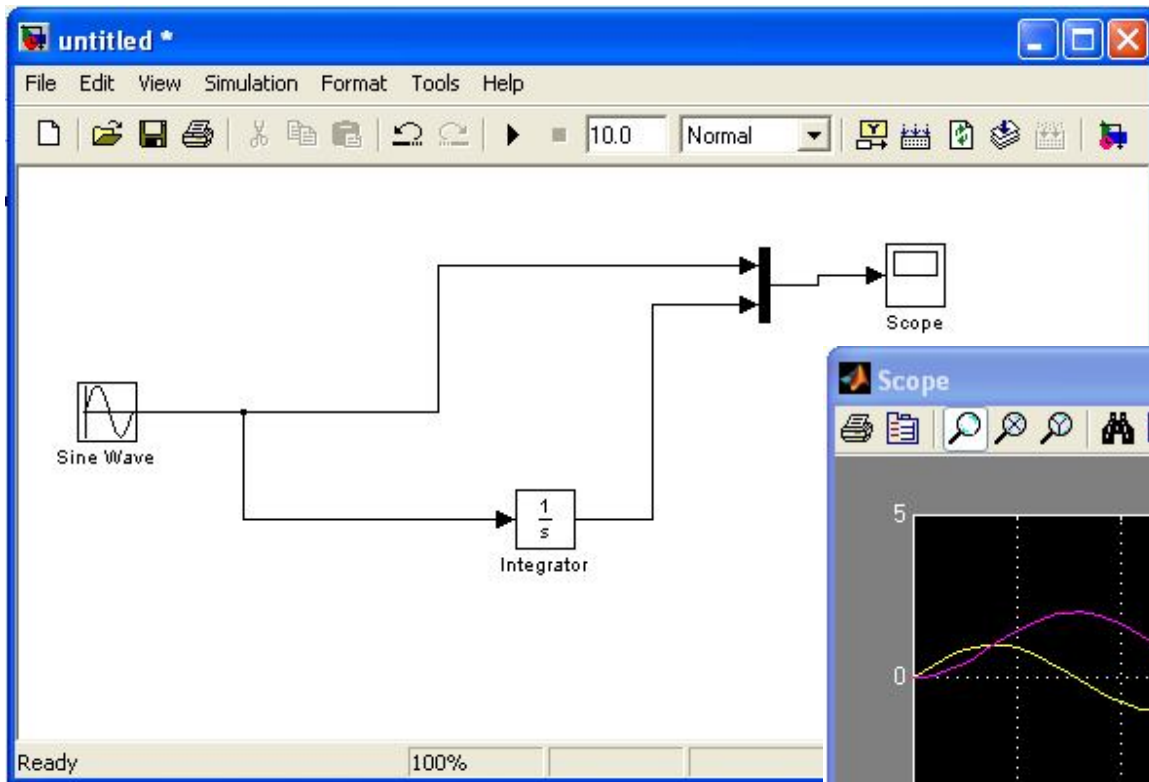 untitled *
File Edit View Simulation Format Tools Help
10.0 Normal
Scope
Sine Wave
1
s
Integrator
Scope
5
0
Ready 100%